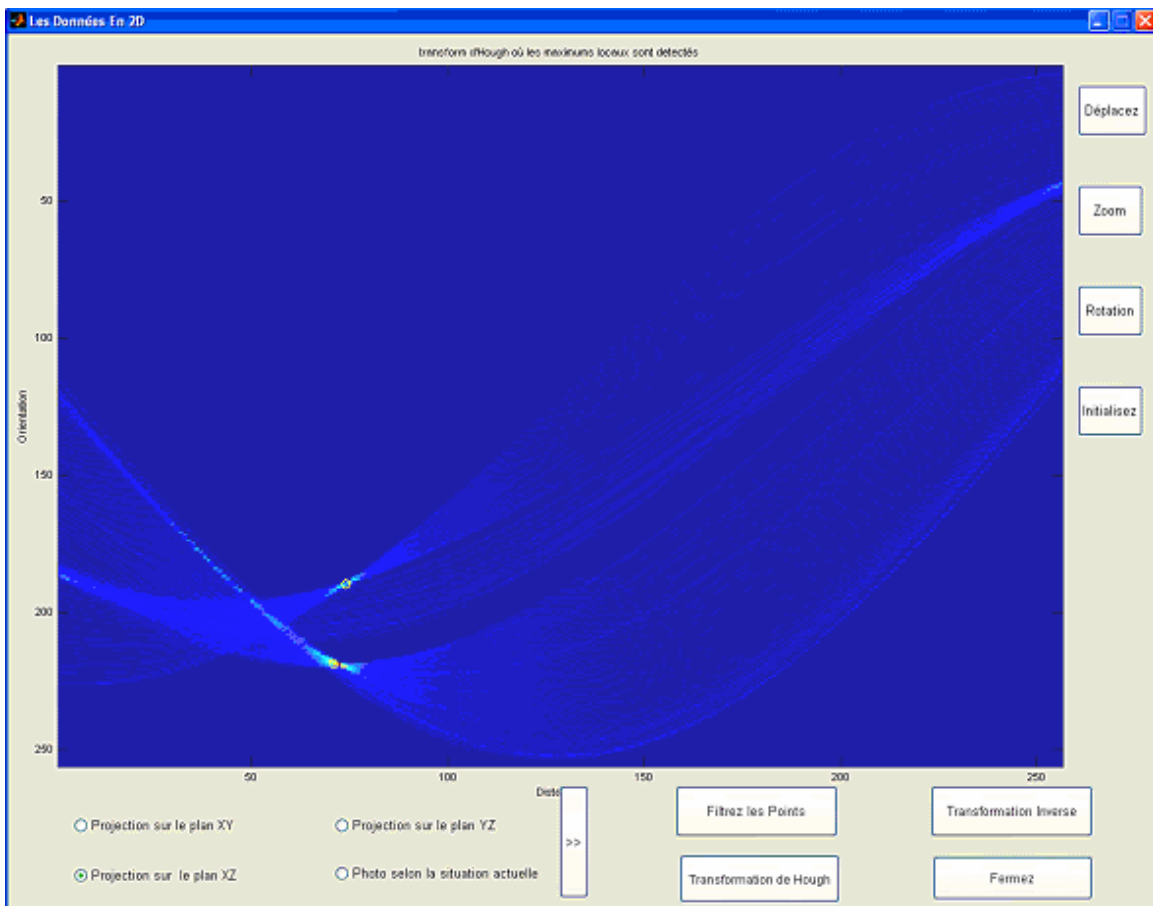 Les Données En 2D
transform d'Hough où les maximums locaux sont detectés
Déplacez
50
Zoom
100
Rotation
Orientation
Initialisez
150
200
250
50
100
150
200
250
Dista
Projection sur le plan XY
Projection sur le plan YZ
>>
Filtrez les Points
Transformation Inverse
Projection sur le plan XZ
Photo selon la situation actuelle
Transformation de Hough
Fermez